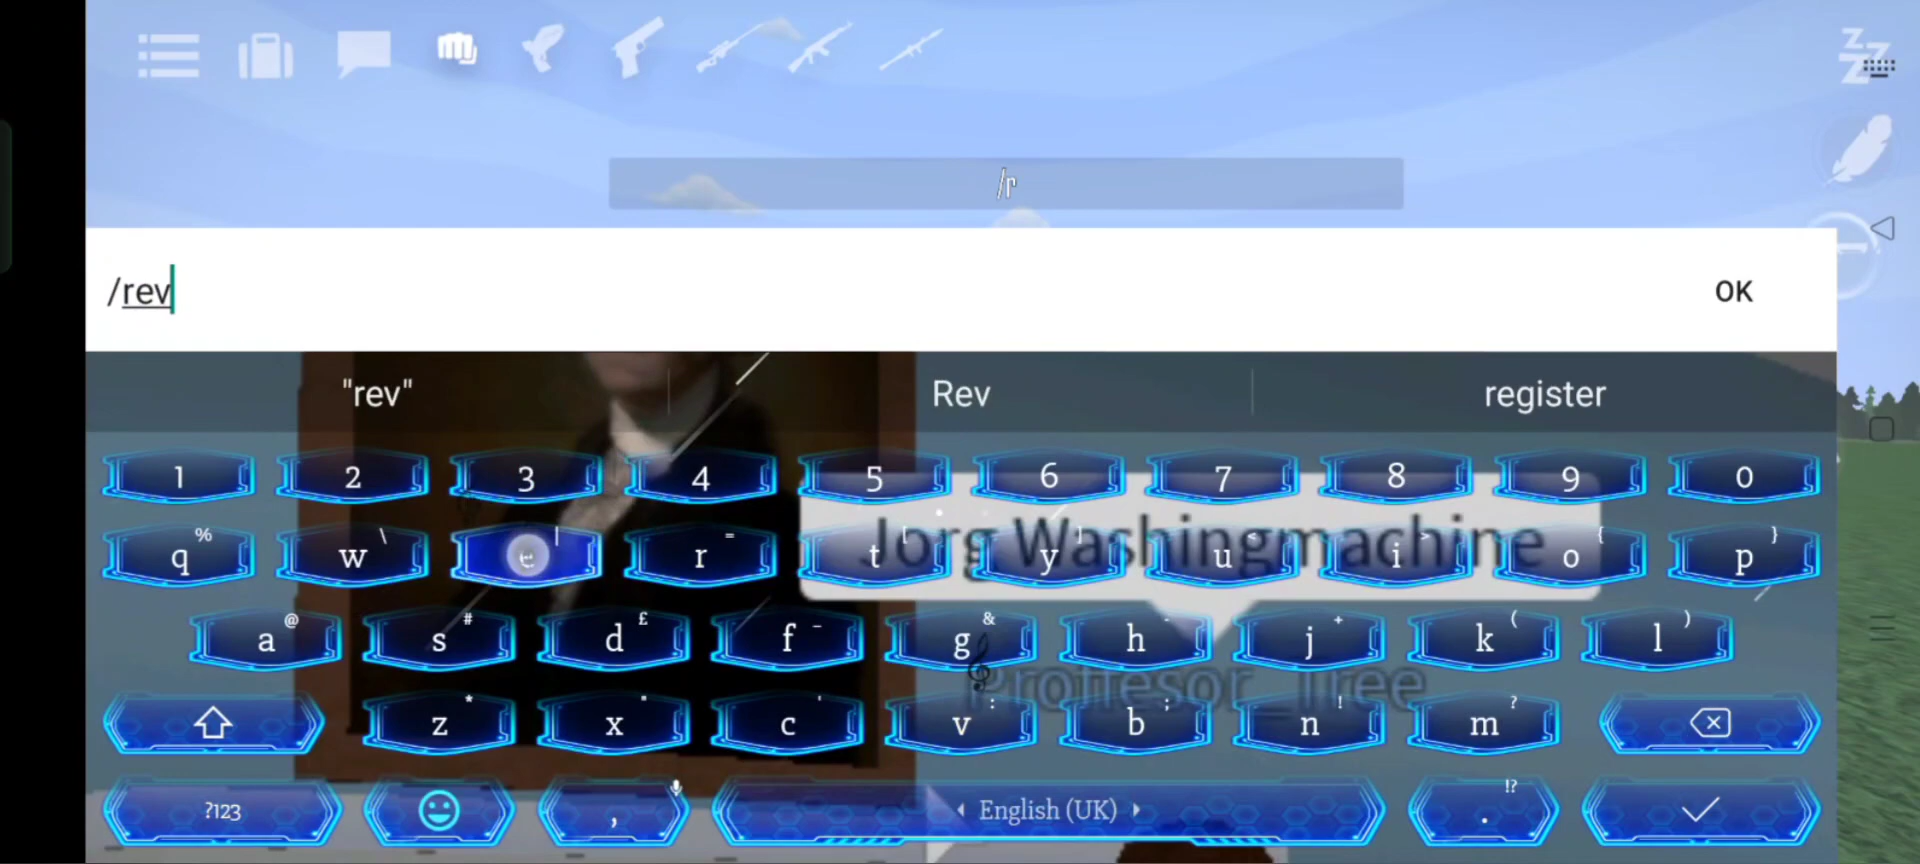 Z
Z
Z
/r
/rev OK
"rev" Rev register
1 2 3 4 5 6 7 8 9 0
Jorg Washingmachine
% \ | = [ ] < > { }
q w e r t y u i o p
@ # £ _ & - + ( )
a s d f g h j k l
Proffesor_Tree
* " ' : ; ! ?
z x c v b n m
!?
?123 , English (UK) .